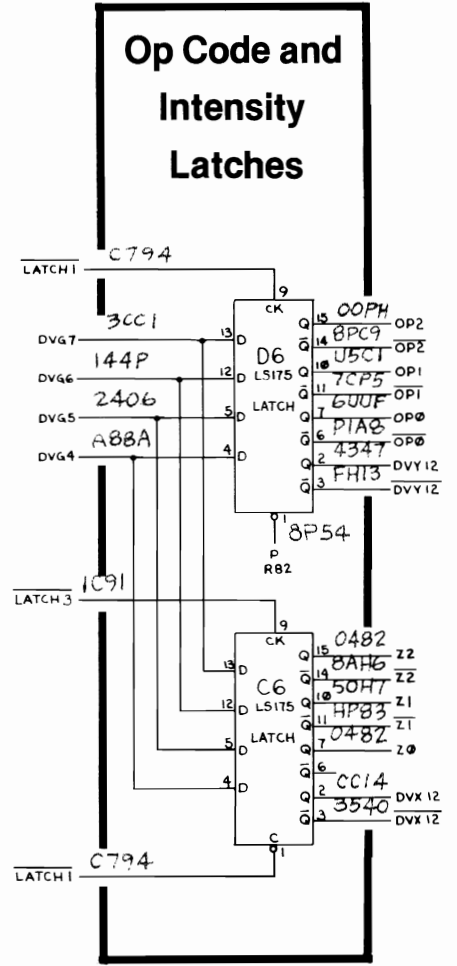 Op Code and
Intensity
Latches
C794
LATCH1
9
CK
3CC1
DVG7
13 D
144P
DVG6
12 D
2406
DVG5
5 D
A88A
DVG4
4 D
D6
LS175
LATCH
Q 15 00PH OP2
Q 14 8PC9 OP2
Q 10 U5C1 OP1
Q 11 7CP5 OP1
Q 7 6UUF OP0
Q 6 P1A8 OP0
Q 2 4347 DVY12
Q 3 FH13 DVY12
1
8P54
P
R82
1C91
LATCH3
9
CK
13 D
12 D
5 D
4 D
C6
LS175
LATCH
Q 15 0482 Z2
Q 14 8AH6 Z2
Q 10 50H7 Z1
Q 11 HP83 Z1
Q 7 0482 Z0
Q 6
Q 2 CC14 DVX12
Q 3 3540 DVX12
C
1
C794
LATCH1